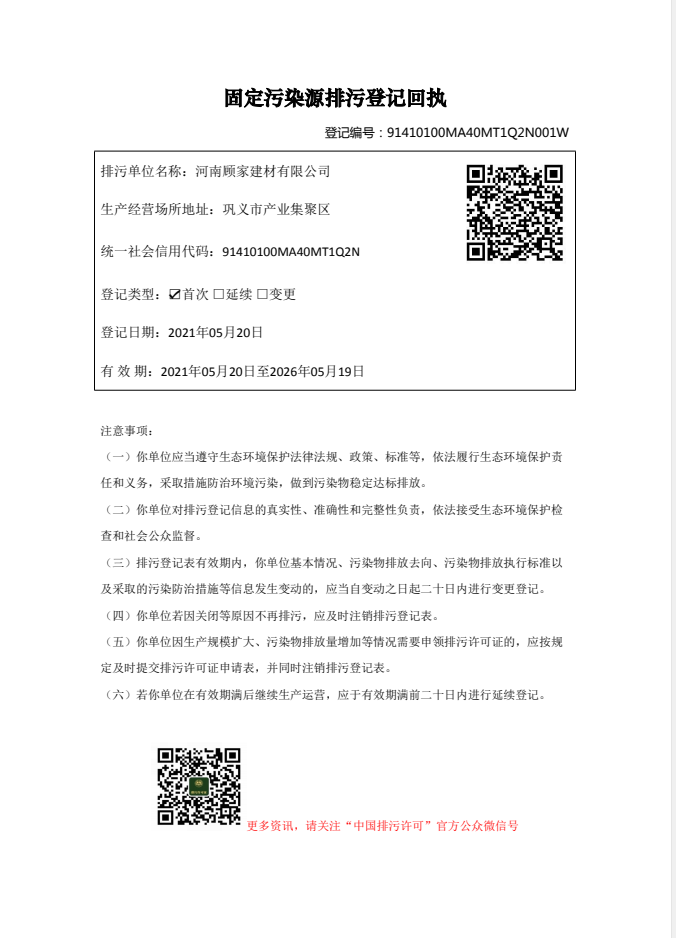 固定污染源排污登记回执
登记编号：91410100MA40MT1Q2N001W
排污单位名称：河南顾家建材有限公司
生产经营场所地址：巩义市产业集聚区
统一社会信用代码：91410100MA40MT1Q2N
登记类型：☑首次 □延续 □变更
登记日期：2021年05月20日
有 效 期：2021年05月20日至2026年05月19日
注意事项：
（一）你单位应当遵守生态环境保护法律法规、政策、标准等，依法履行生态环境保护责
任和义务，采取措施防治环境污染，做到污染物稳定达标排放。
（二）你单位对排污登记信息的真实性、准确性和完整性负责，依法接受生态环境保护检
查和社会公众监督。
（三）排污登记表有效期内，你单位基本情况、污染物排放去向、污染物排放执行标准以
及采取的污染防治措施等信息发生变动的，应当自变动之日起二十日内进行变更登记。
（四）你单位若因关闭等原因不再排污，应及时注销排污登记表。
（五）你单位因生产规模扩大、污染物排放量增加等情况需要申领排污许可证的，应按规
定及时提交排污许可证申请表，并同时注销排污登记表。
（六）若你单位在有效期满后继续生产运营，应于有效期满前二十日内进行延续登记。
更多资讯，请关注“中国排污许可”官方公众微信号